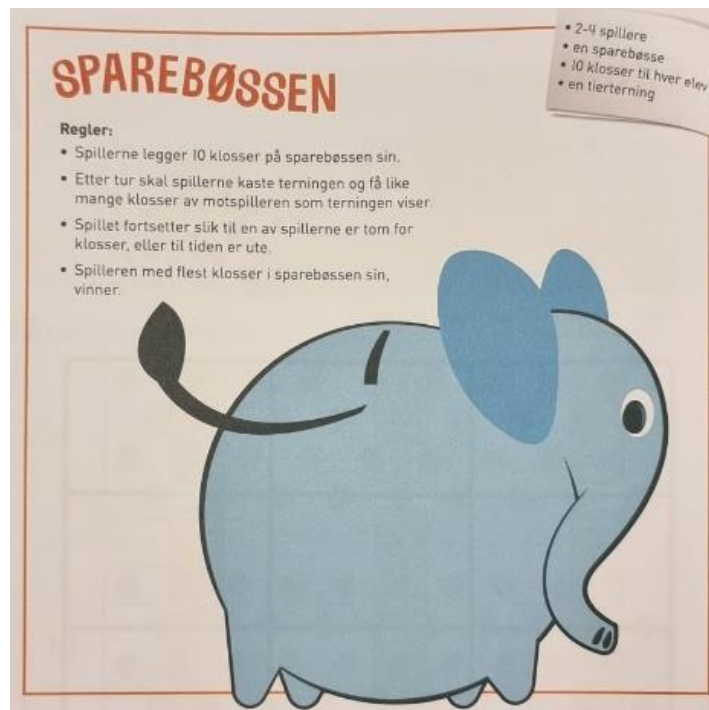 SPAREBØSSEN
• 2-4 spillere
• en sparebøsse
• 10 klosser til hver elev
• en tierterning
Regler:
• Spillerne legger 10 klosser på sparebøssen sin.
• Etter tur skal spillerne kaste terningen og få like
mange klosser av motspilleren som terningen viser.
• Spillet fortsetter slik til en av spillerne er tom for
klosser, eller til tiden er ute.
• Spilleren med flest klosser i sparebøssen sin,
vinner.